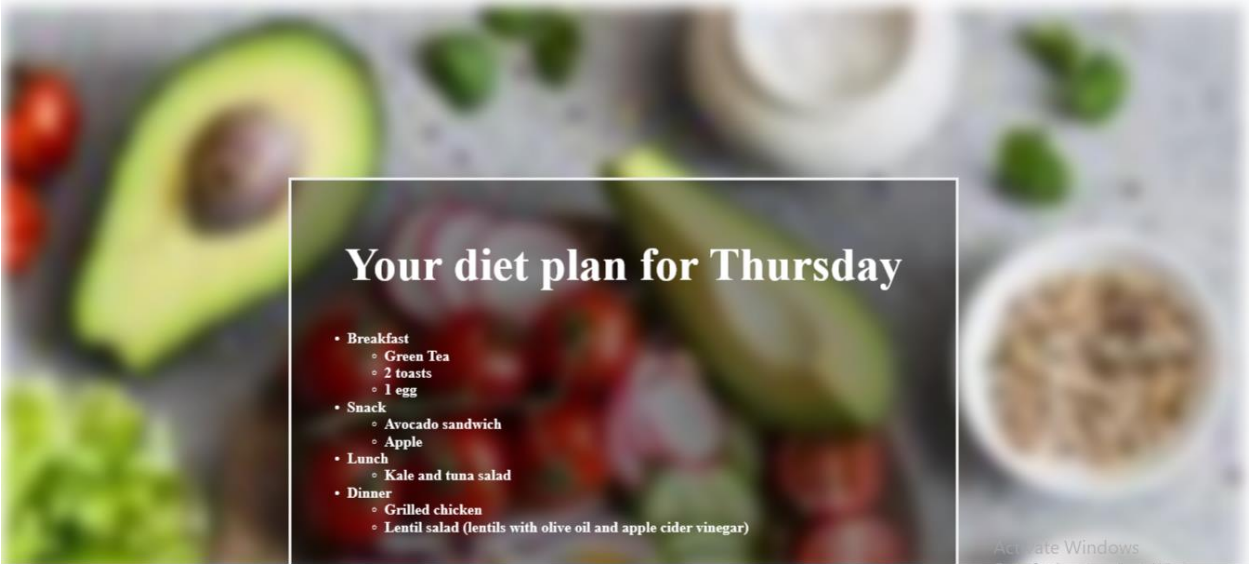 Your diet plan for Thursday
• Breakfast
◦ Green Tea
◦ 2 toasts
◦ 1 egg
• Snack
◦ Avocado sandwich
◦ Apple
• Lunch
◦ Kale and tuna salad
• Dinner
◦ Grilled chicken
◦ Lentil salad (lentils with olive oil and apple cider vinegar)
Activate Windows